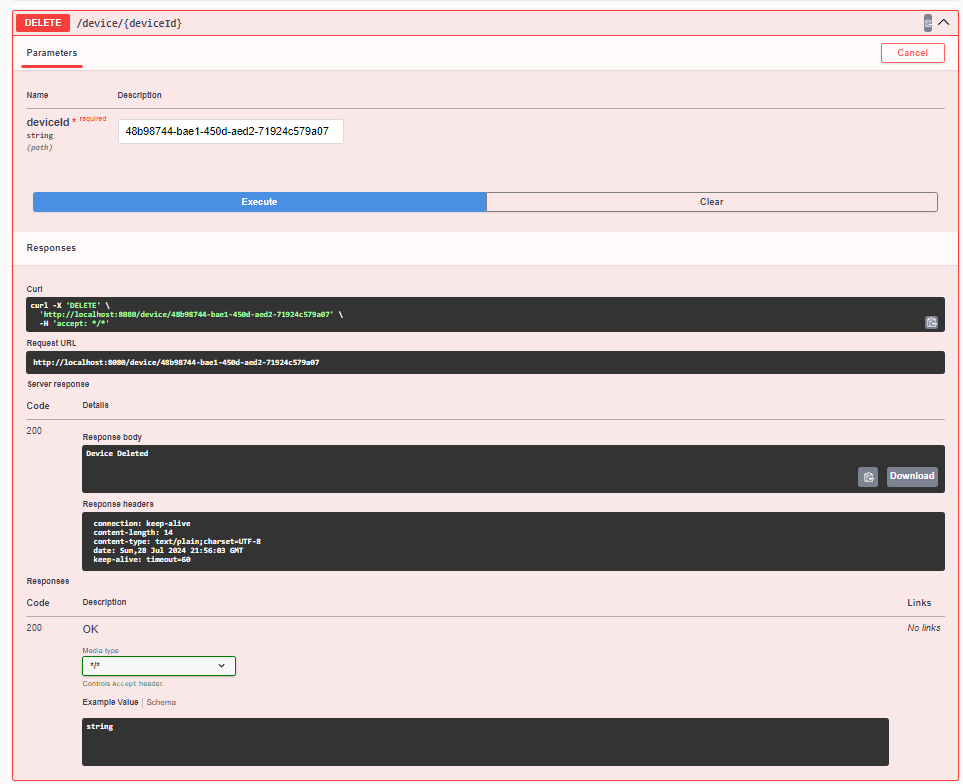 DELETE /device/{deviceId}
Parameters Cancel
Name Description
deviceId * required
string
(path)
48b98744-bae1-450d-aed2-71924c579a07
Execute Clear
Responses
Curl
curl -X 'DELETE' \
'http://localhost:8080/device/48b98744-bae1-450d-aed2-71924c579a07' \
-H 'accept: */*'
Request URL
http://localhost:8080/device/48b98744-bae1-450d-aed2-71924c579a07
Server response
Code Details
200
Response body
Device Deleted
Download
Response headers
connection: keep-alive
content-length: 14
content-type: text/plain;charset=UTF-8
date: Sun,28 Jul 2024 21:56:03 GMT
keep-alive: timeout=60
Responses
Code Description Links
200 OK No links
Media type
*/*
Controls Accept header.
Example Value Schema
string